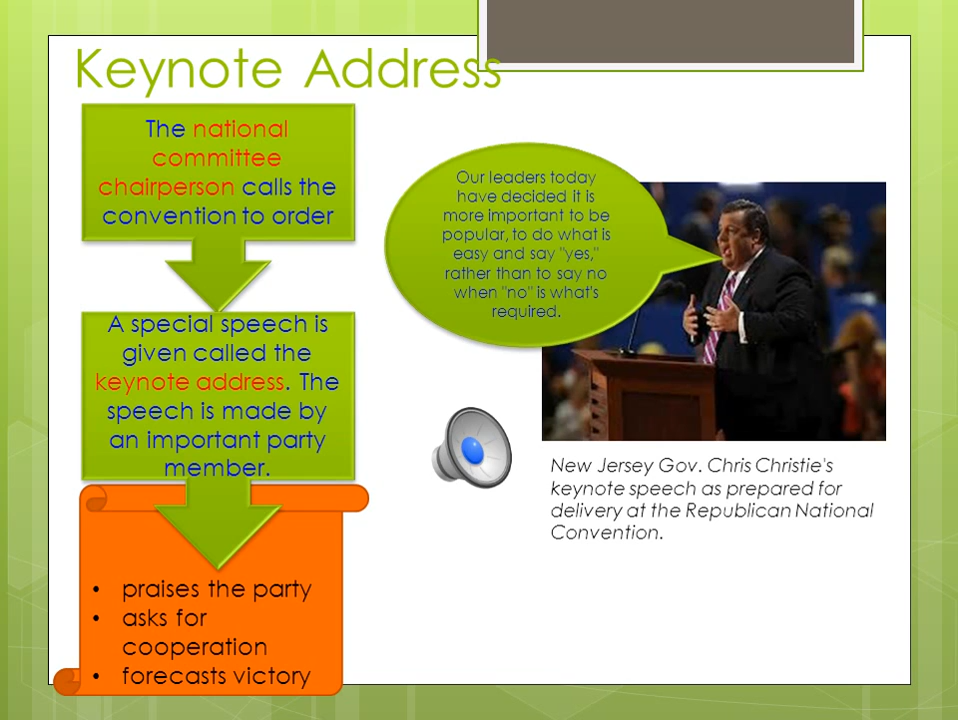 Keynote Address
The national
committee
chairperson calls the
convention to order
A special speech is
given called the
keynote address. The
speech is made by
an important party
member.
• praises the party
• asks for
cooperation
• forecasts victory
Our leaders today
have decided it is
more important to be
popular, to do what is
easy and say "yes,"
rather than to say no
when "no" is what's
required.
New Jersey Gov. Chris Christie's
keynote speech as prepared for
delivery at the Republican National
Convention.